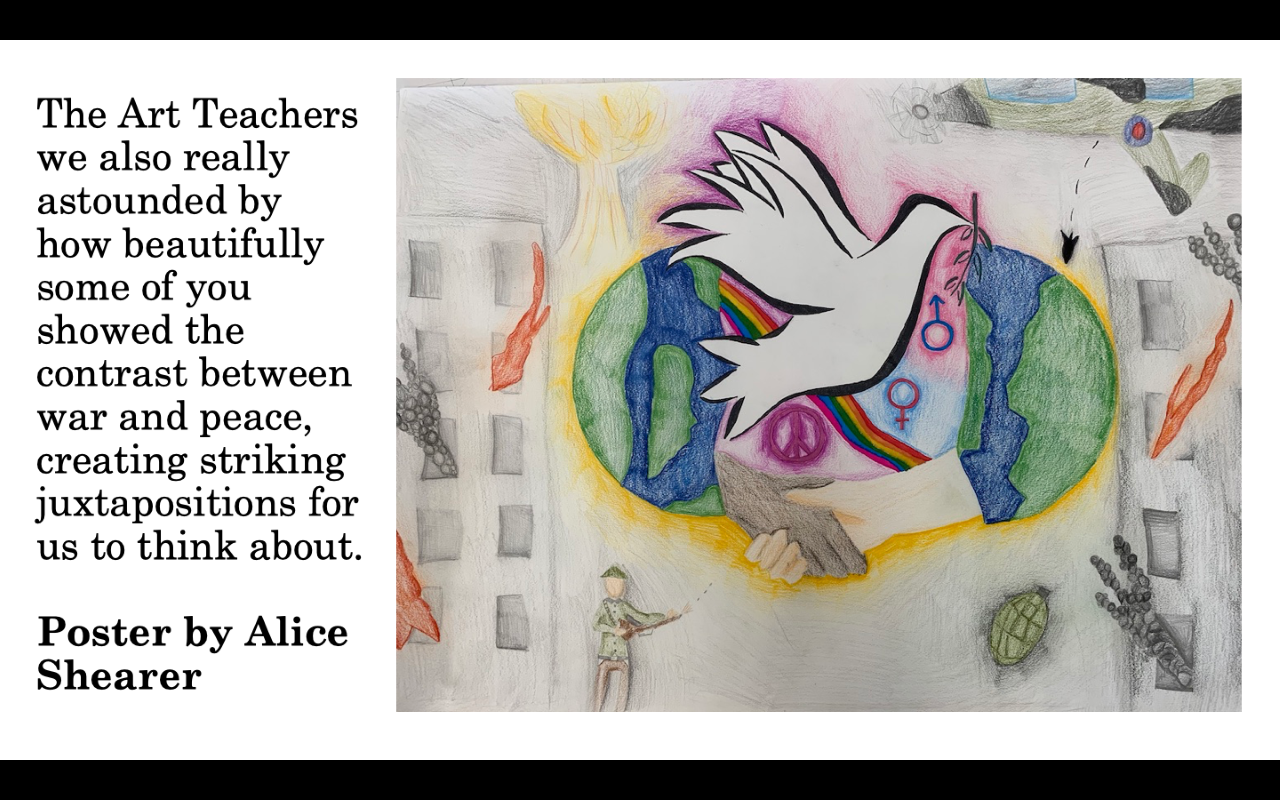 The Art Teachers
we also really
astounded by
how beautifully
some of you
showed the
contrast between
war and peace,
creating striking
juxtapositions for
us to think about.
Poster by Alice
Shearer